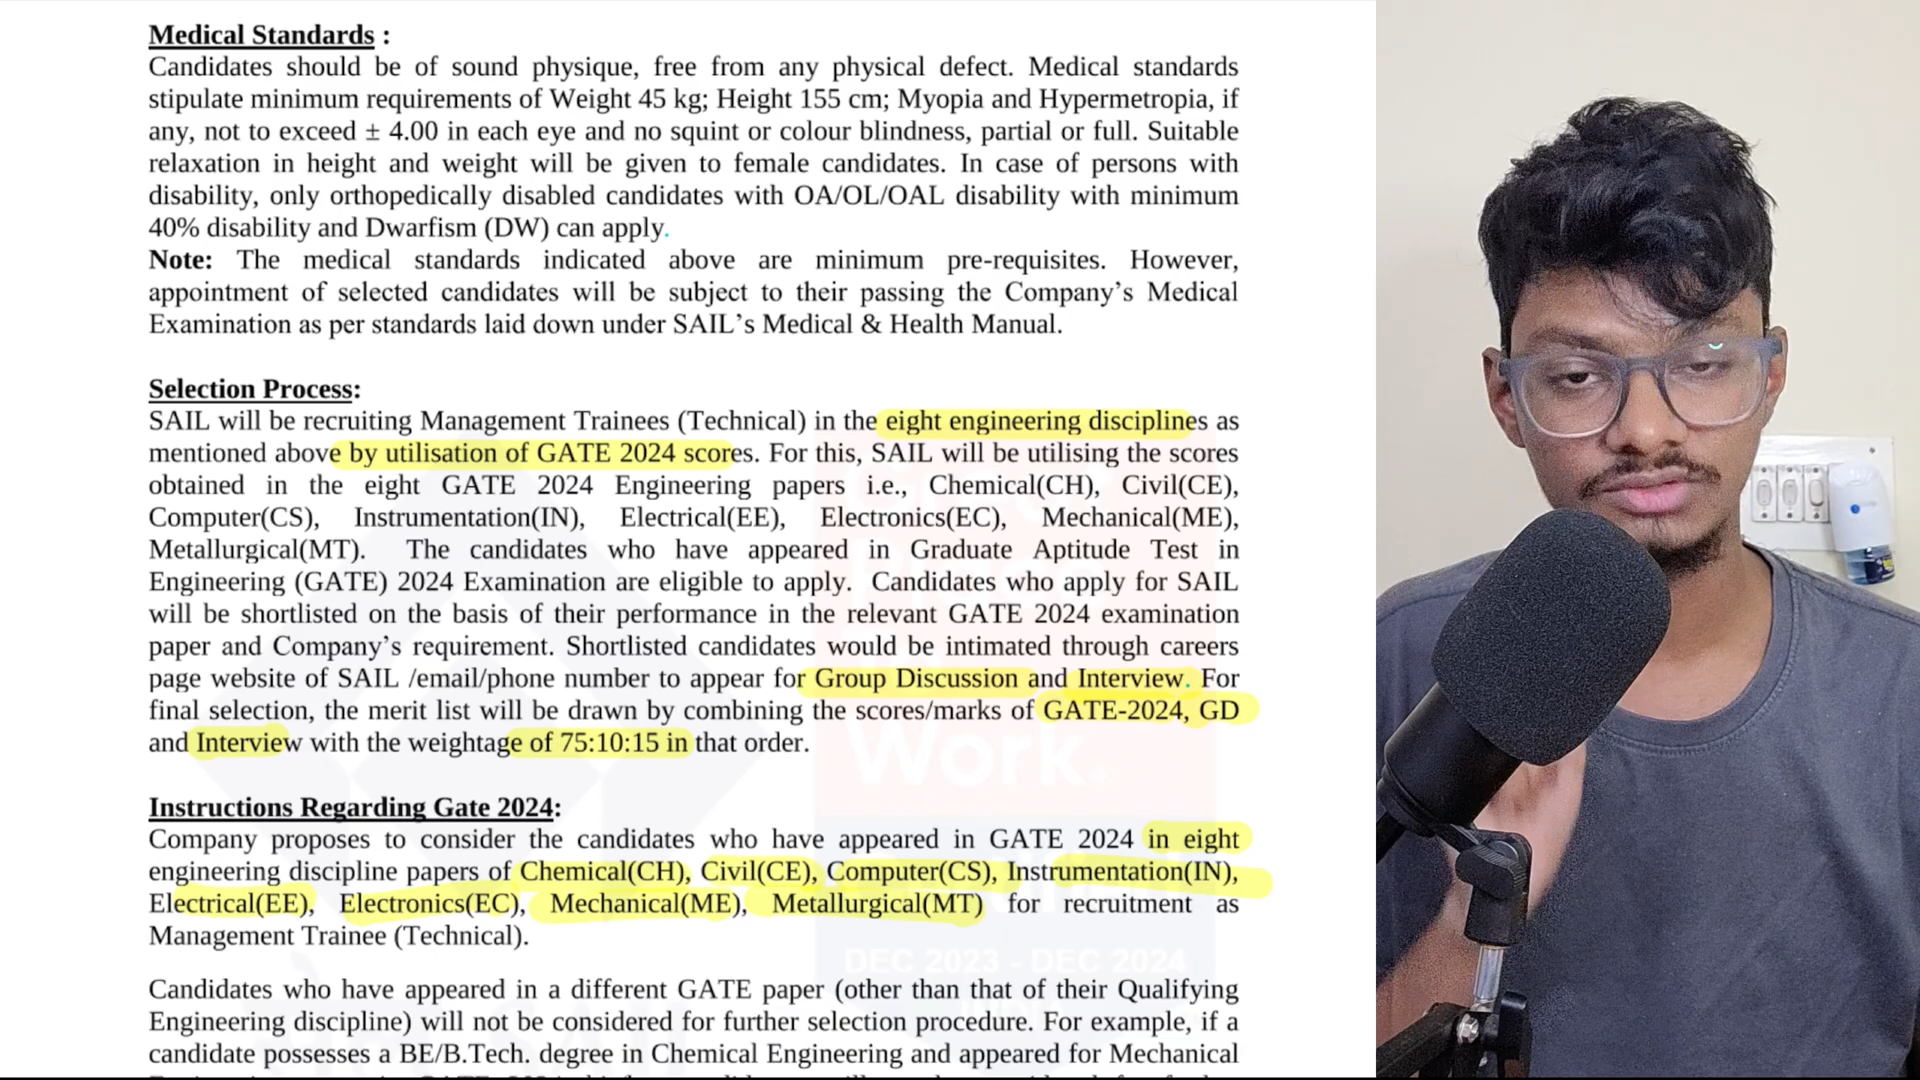 Medical Standards :
Candidates should be of sound physique, free from any physical defect. Medical standards
stipulate minimum requirements of Weight 45 kg; Height 155 cm; Myopia and Hypermetropia, if
any, not to exceed ± 4.00 in each eye and no squint or colour blindness, partial or full. Suitable
relaxation in height and weight will be given to female candidates. In case of persons with
disability, only orthopedically disabled candidates with OA/OL/OAL disability with minimum
40% disability and Dwarfism (DW) can apply.
Note: The medical standards indicated above are minimum pre-requisites. However,
appointment of selected candidates will be subject to their passing the Company's Medical
Examination as per standards laid down under SAIL's Medical & Health Manual.
Selection Process:
SAIL will be recruiting Management Trainees (Technical) in the eight engineering disciplines as
mentioned above by utilisation of GATE 2024 scores. For this, SAIL will be utilising the scores
obtained in the eight GATE 2024 Engineering papers i.e., Chemical(CH), Civil(CE),
Computer(CS), Instrumentation(IN), Electrical(EE), Electronics(EC), Mechanical(ME),
Metallurgical(MT). The candidates who have appeared in Graduate Aptitude Test in
Engineering (GATE) 2024 Examination are eligible to apply. Candidates who apply for SAIL
will be shortlisted on the basis of their performance in the relevant GATE 2024 examination
paper and Company's requirement. Shortlisted candidates would be intimated through careers
page website of SAIL /email/phone number to appear for Group Discussion and Interview. For
final selection, the merit list will be drawn by combining the scores/marks of GATE-2024, GD
and Interview with the weightage of 75:10:15 in that order.
Work
Instructions Regarding Gate 2024:
Company proposes to consider the candidates who have appeared in GATE 2024 in eight
engineering discipline papers of Chemical(CH), Civil(CE), Computer(CS), Instrumentation(IN),
Electrical(EE), Electronics(EC), Mechanical(ME), Metallurgical(MT) for recruitment as
Management Trainee (Technical).
DEC 2023 - DEC 2024
Candidates who have appeared in a different GATE paper (other than that of their Qualifying
Engineering discipline) will not be considered for further selection procedure. For example, if a
candidate possesses a BE/B.Tech. degree in Chemical Engineering and appeared for Mechanical